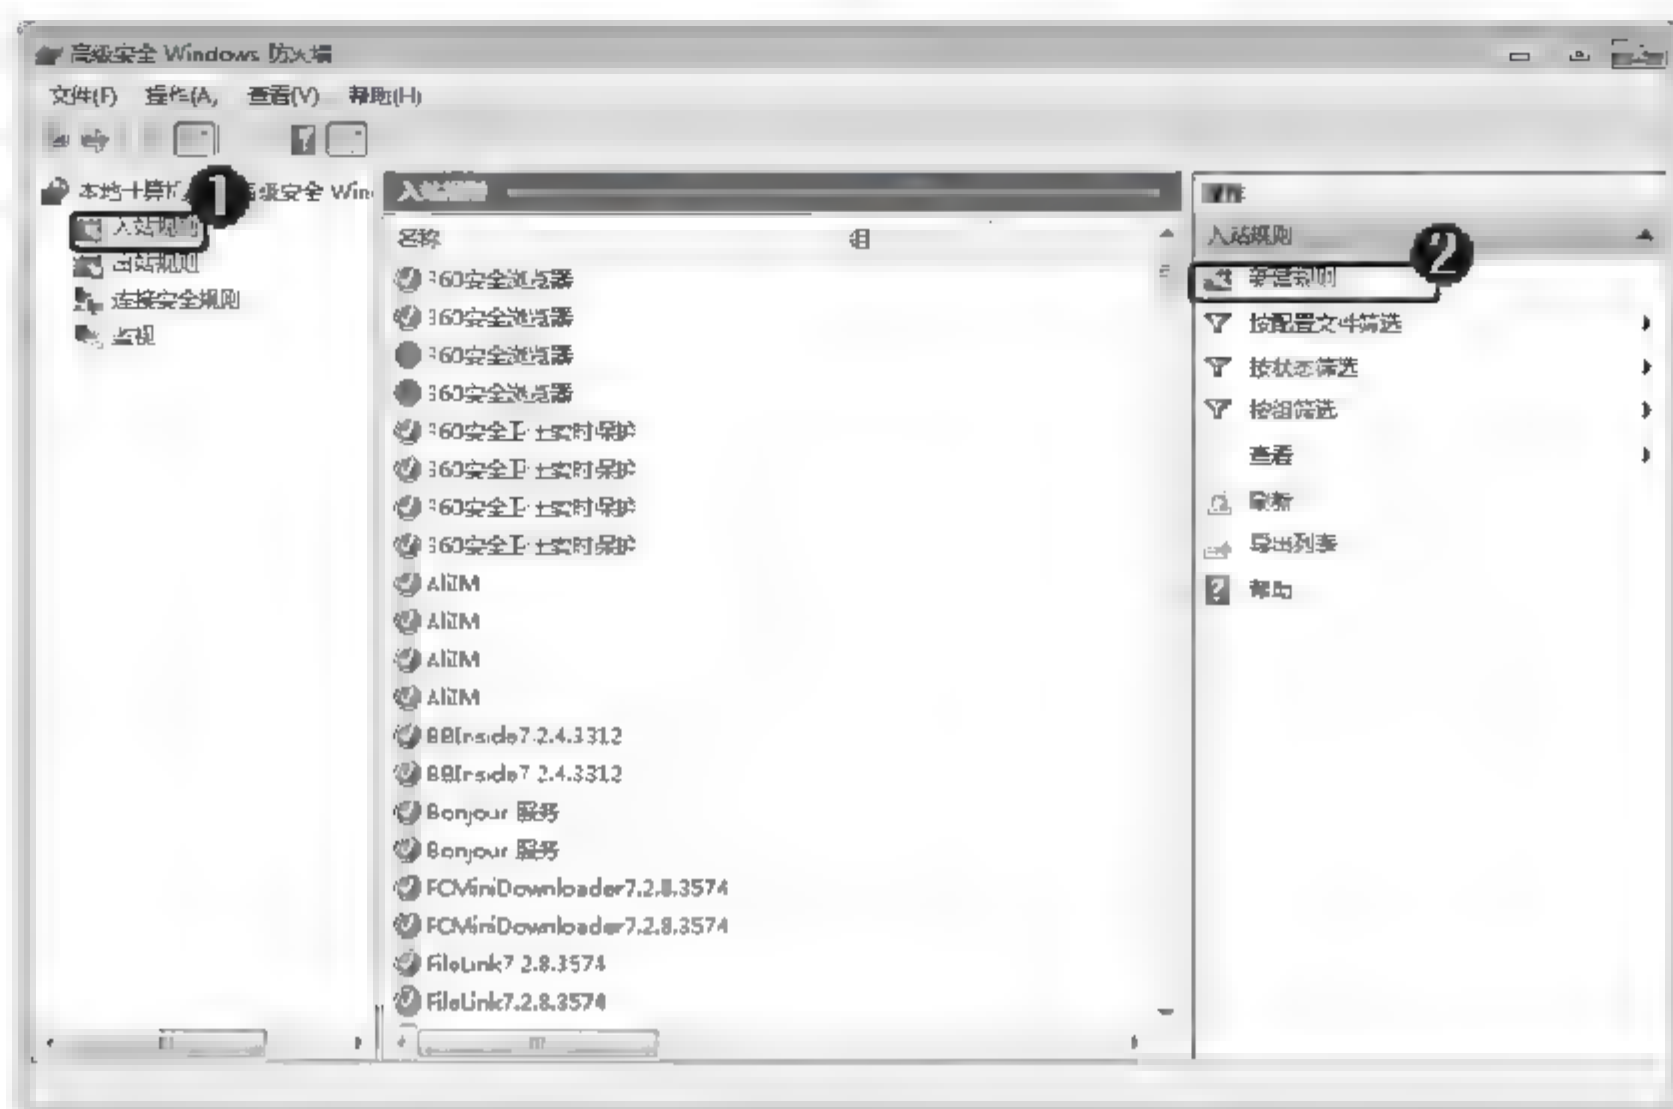 高级安全 Windows 防火墙
文件(F) 操作(A) 查看(V) 帮助(H)
本地计算机 高级安全 Win
入站规则
出站规则
连接安全规则
监视
入站规则
名称 组
360安全浏览器
360安全浏览器
360安全浏览器
360安全浏览器
360安全卫士实时保护
360安全卫士实时保护
360安全卫士实时保护
360安全卫士实时保护
AliIM
AliIM
AliIM
AliIM
BBInside7.2.4.3312
BBInside7.2.4.3312
Bonjour 服务
Bonjour 服务
FCMiniDownloader7.2.8.3574
FCMiniDownloader7.2.8.3574
FileLink7.2.8.3574
FileLink7.2.8.3574
操作
入站规则
新建规则
按配置文件筛选
按状态筛选
按组筛选
查看
刷新
导出列表
帮助
1
2